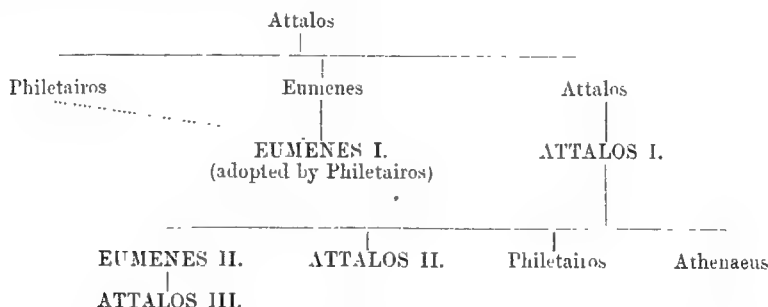 Attalos
Philetairos Eumenes Attalos
EUMENES I. ATTALOS I.
(adopted by Philetairos)
EUMENES II. ATTALOS II. Philetairos Athenaeus
ATTALOS III.